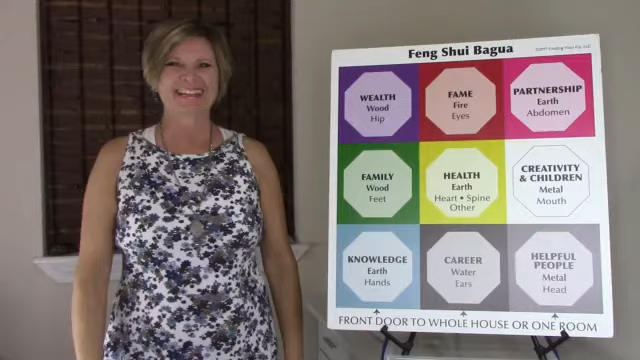 Feng Shui Bagua
WEALTH
Wood
Hip
FAME
Fire
Eyes
PARTNERSHIP
Earth
Abdomen
FAMILY
Wood
Feet
HEALTH
Earth
Heart • Spine
Other
CREATIVITY
& CHILDREN
Metal
Mouth
KNOWLEDGE
Earth
Hands
CAREER
Water
Ears
HELPFUL
PEOPLE
Metal
Head
FRONT DOOR TO WHOLE HOUSE OR ONE ROOM